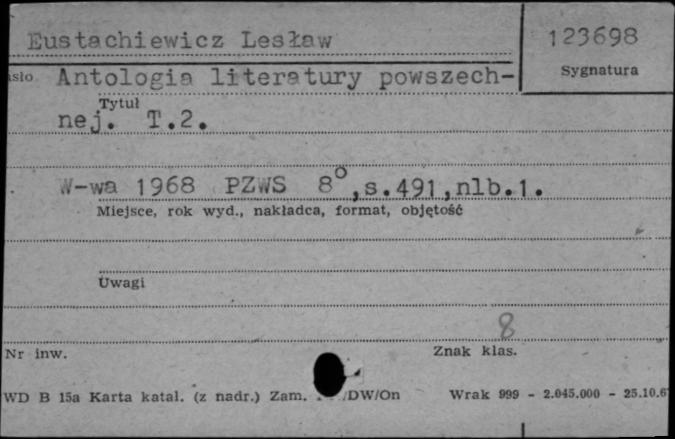 Eustachiewicz Lesław
123698
Sygnatura
Antologia literatury powszech-
Tytuł
nej. T.2.
W-wa 1968 PZWS 8°, s.491, nlb.1.
Miejsce, rok wyd., nakładca, format, objętość
Uwagi
8
Nr inw.
Znak klas.
WD B 15a Karta katal. (z nadr.) Zam. /DW/On Wrak 999 - 2.045.000 - 25.10.6